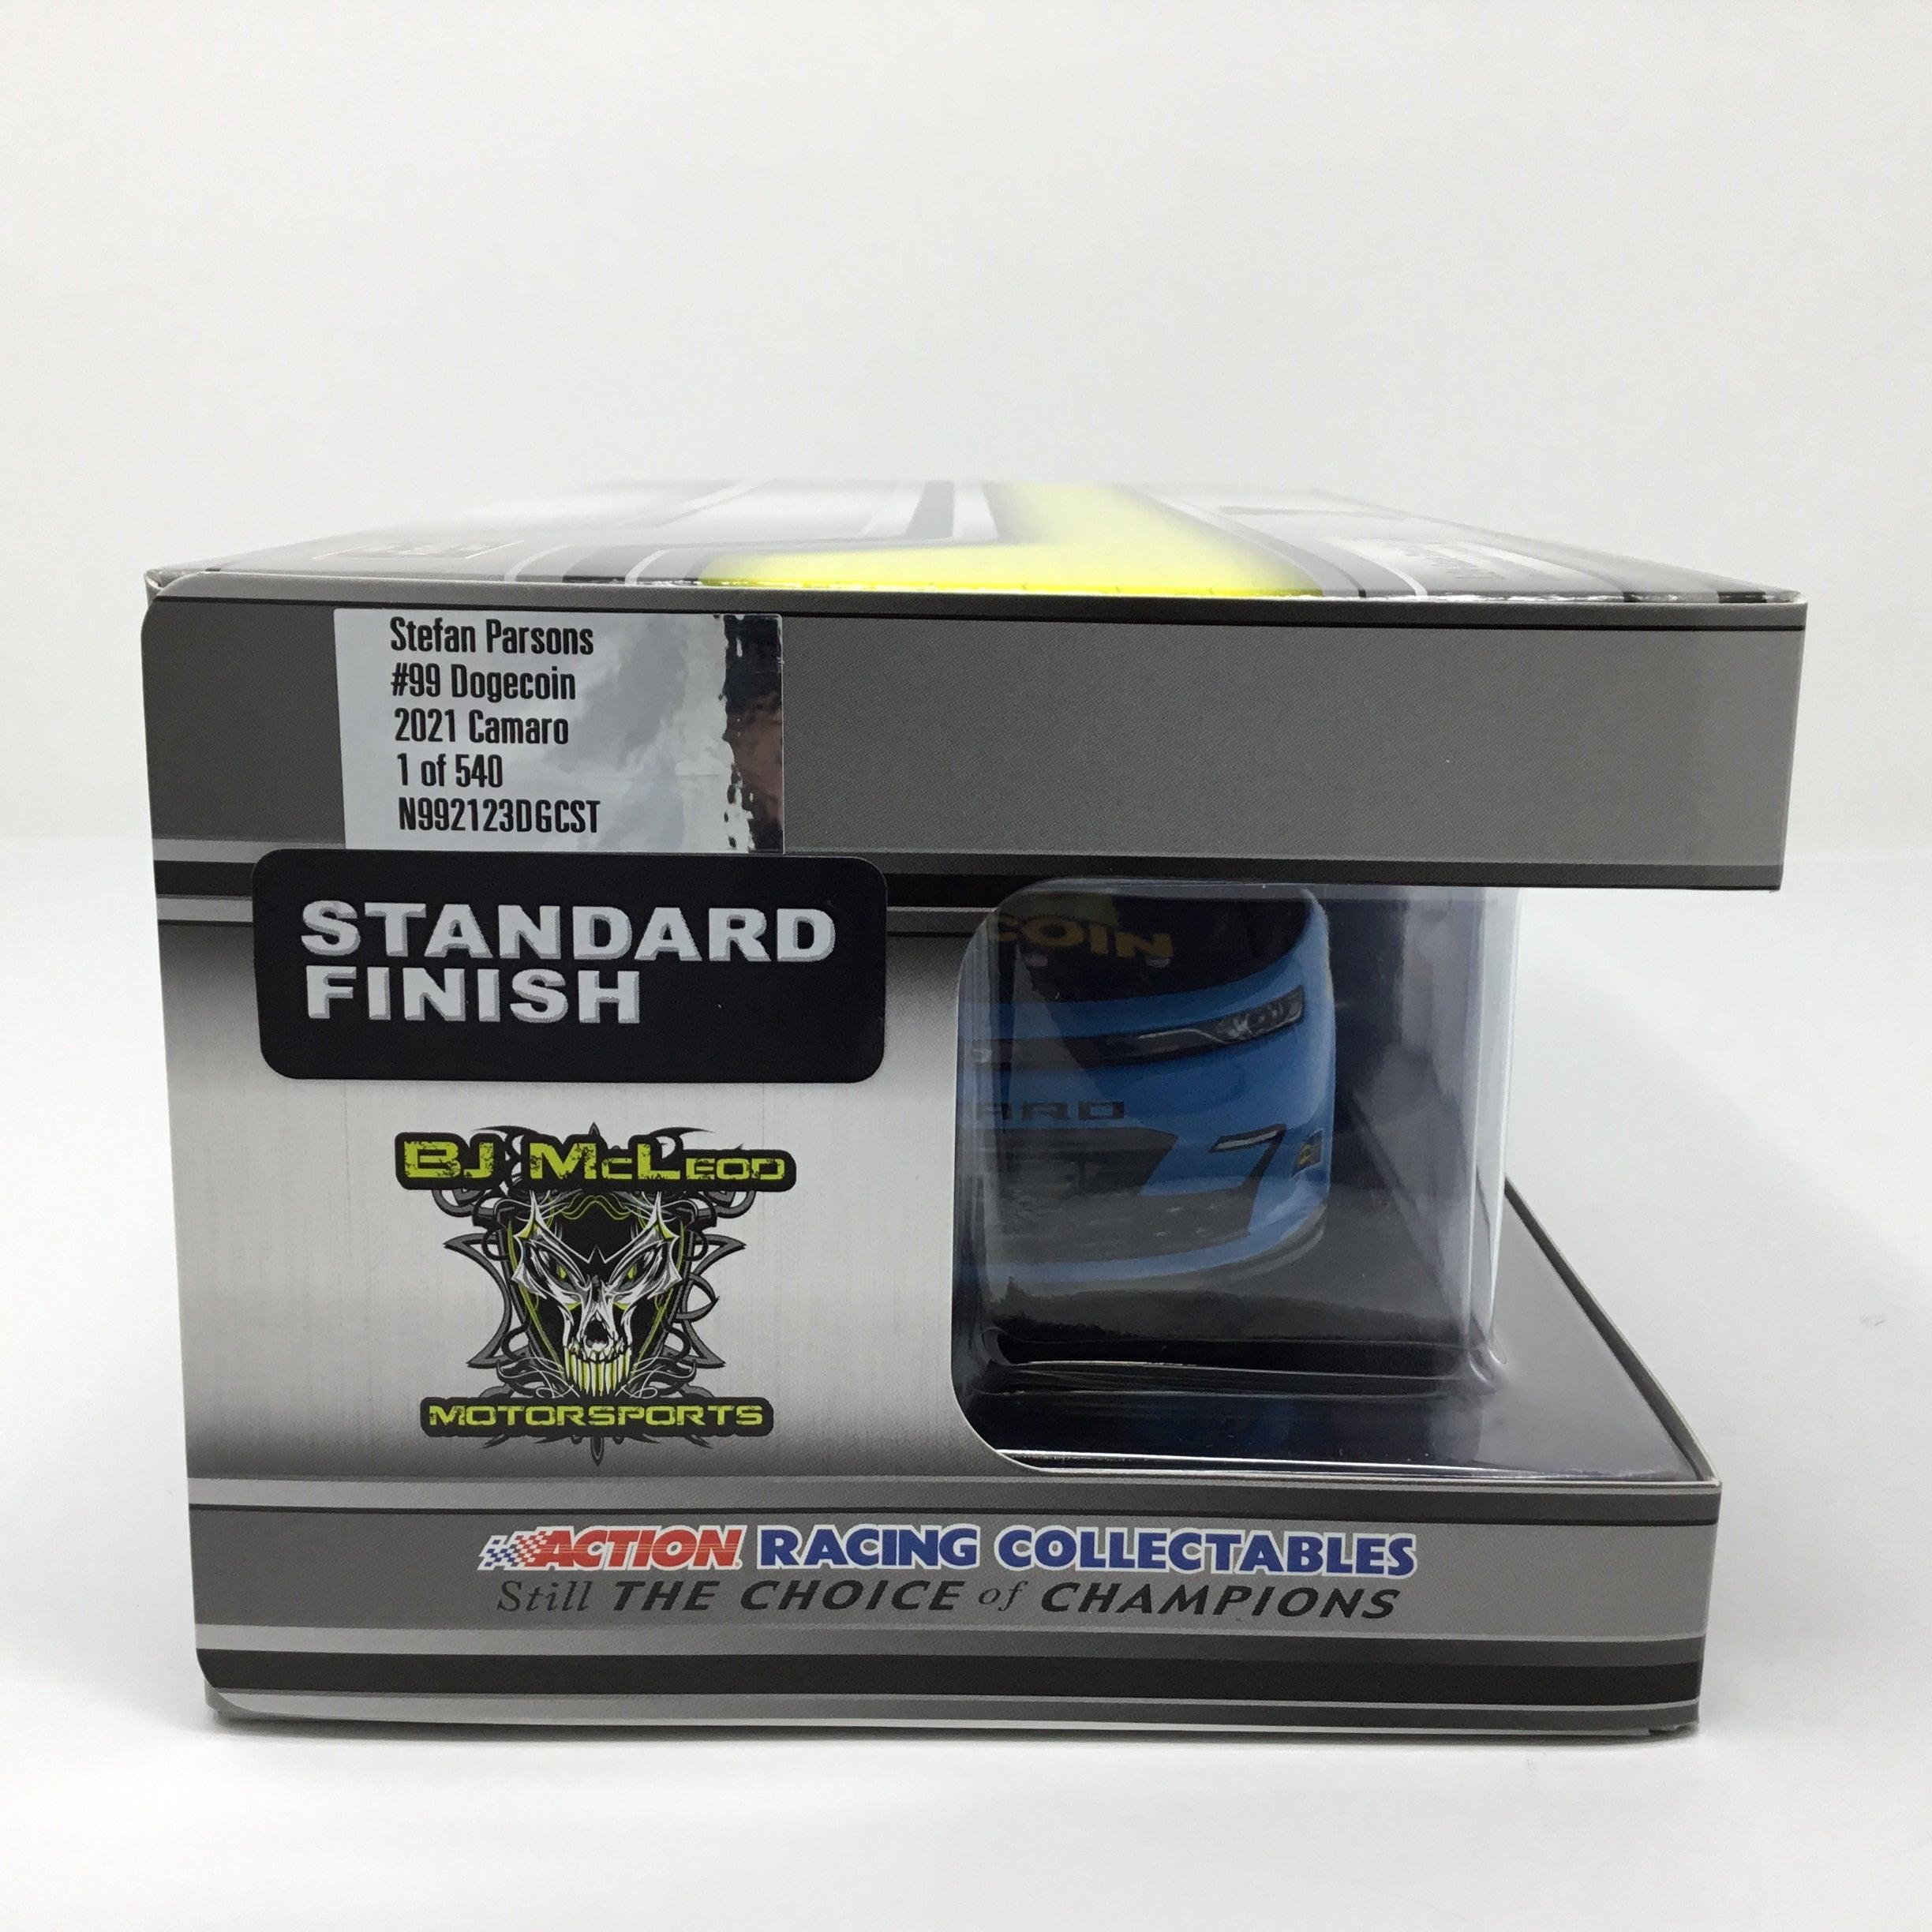 Stefan Parsons
#99 Dogecoin
2021 Camaro
1 of 540
N992123DGCST
STANDARD
FINISH
COIN
ARO
BJ McLeod
MOTORSPORTS
ACTION RACING COLLECTABLES
Still THE CHOICE of CHAMPIONS